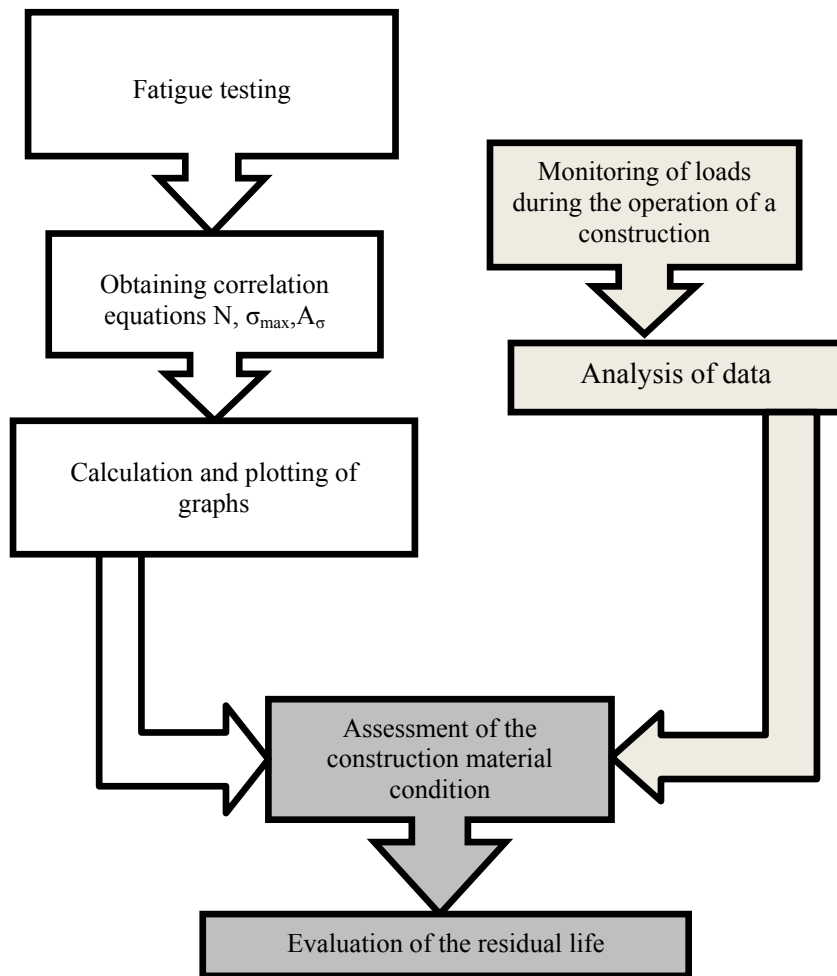 Fatigue testing
Obtaining correlation
equations N, σmax,Aσ
Calculation and plotting of
graphs
Monitoring of loads
during the operation of a
construction
Analysis of data
Assessment of the
construction material
condition
Evaluation of the residual life